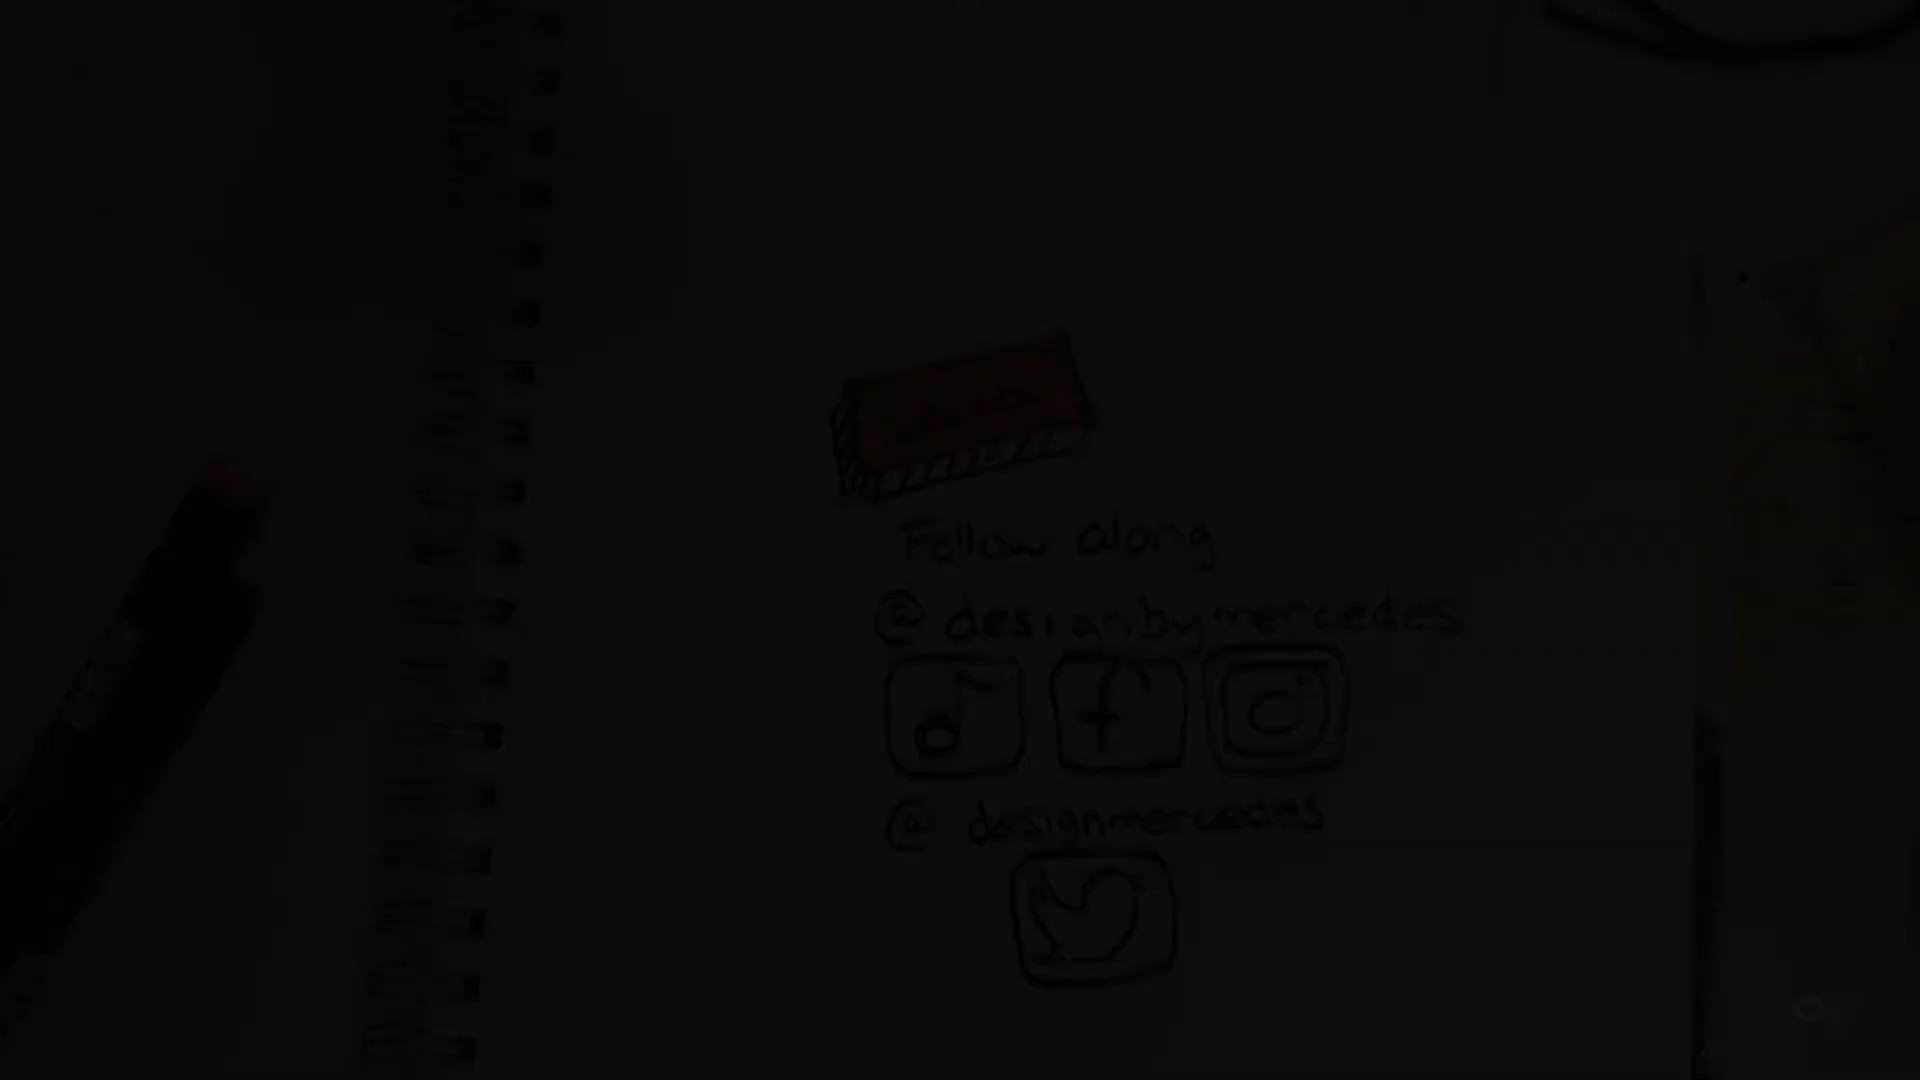 Follow along
@designbymercedes
f
@designmercedes